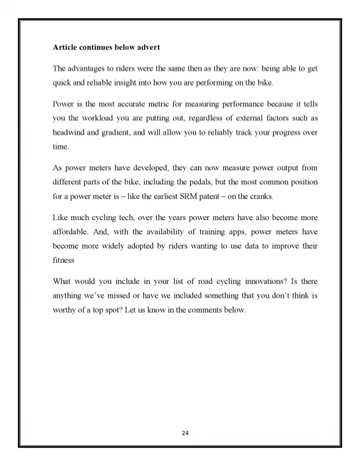 Article continues below advert
The advantages to riders were the same then as they are now: being able to get
quick and reliable insight into how you are performing on the bike.
Power is the most accurate metric for measuring performance because it tells
you the workload you are putting out, regardless of external factors such as
headwind and gradient, and will allow you to reliably track your progress over
time.
As power meters have developed, they can now measure power output from
different parts of the bike, including the pedals, but the most common position
for a power meter is – like the earliest SRM patent – on the cranks.
Like much cycling tech, over the years power meters have also become more
affordable. And, with the availability of training apps, power meters have
become more widely adopted by riders wanting to use data to improve their
fitness
What would you include in your list of road cycling innovations? Is there
anything we've missed or have we included something that you don't think is
worthy of a top spot? Let us know in the comments below.
24